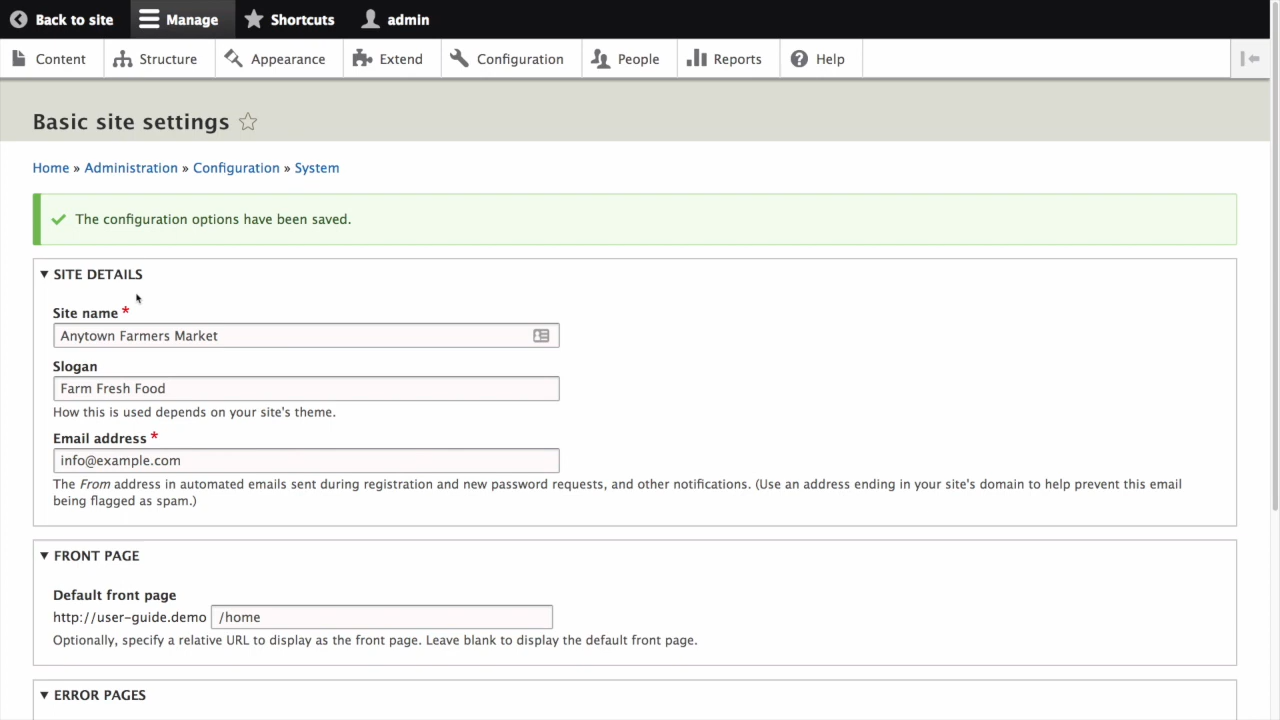 Back to site Manage Shortcuts admin
Content Structure Appearance Extend Configuration People Reports Help
Basic site settings
Home » Administration » Configuration » System
The configuration options have been saved.
SITE DETAILS
Site name *
Anytown Farmers Market
Slogan
Farm Fresh Food
How this is used depends on your site's theme.
Email address *
info@example.com
The From address in automated emails sent during registration and new password requests, and other notifications. (Use an address ending in your site's domain to help prevent this email
being flagged as spam.)
FRONT PAGE
Default front page
http://user-guide.demo /home
Optionally, specify a relative URL to display as the front page. Leave blank to display the default front page.
ERROR PAGES